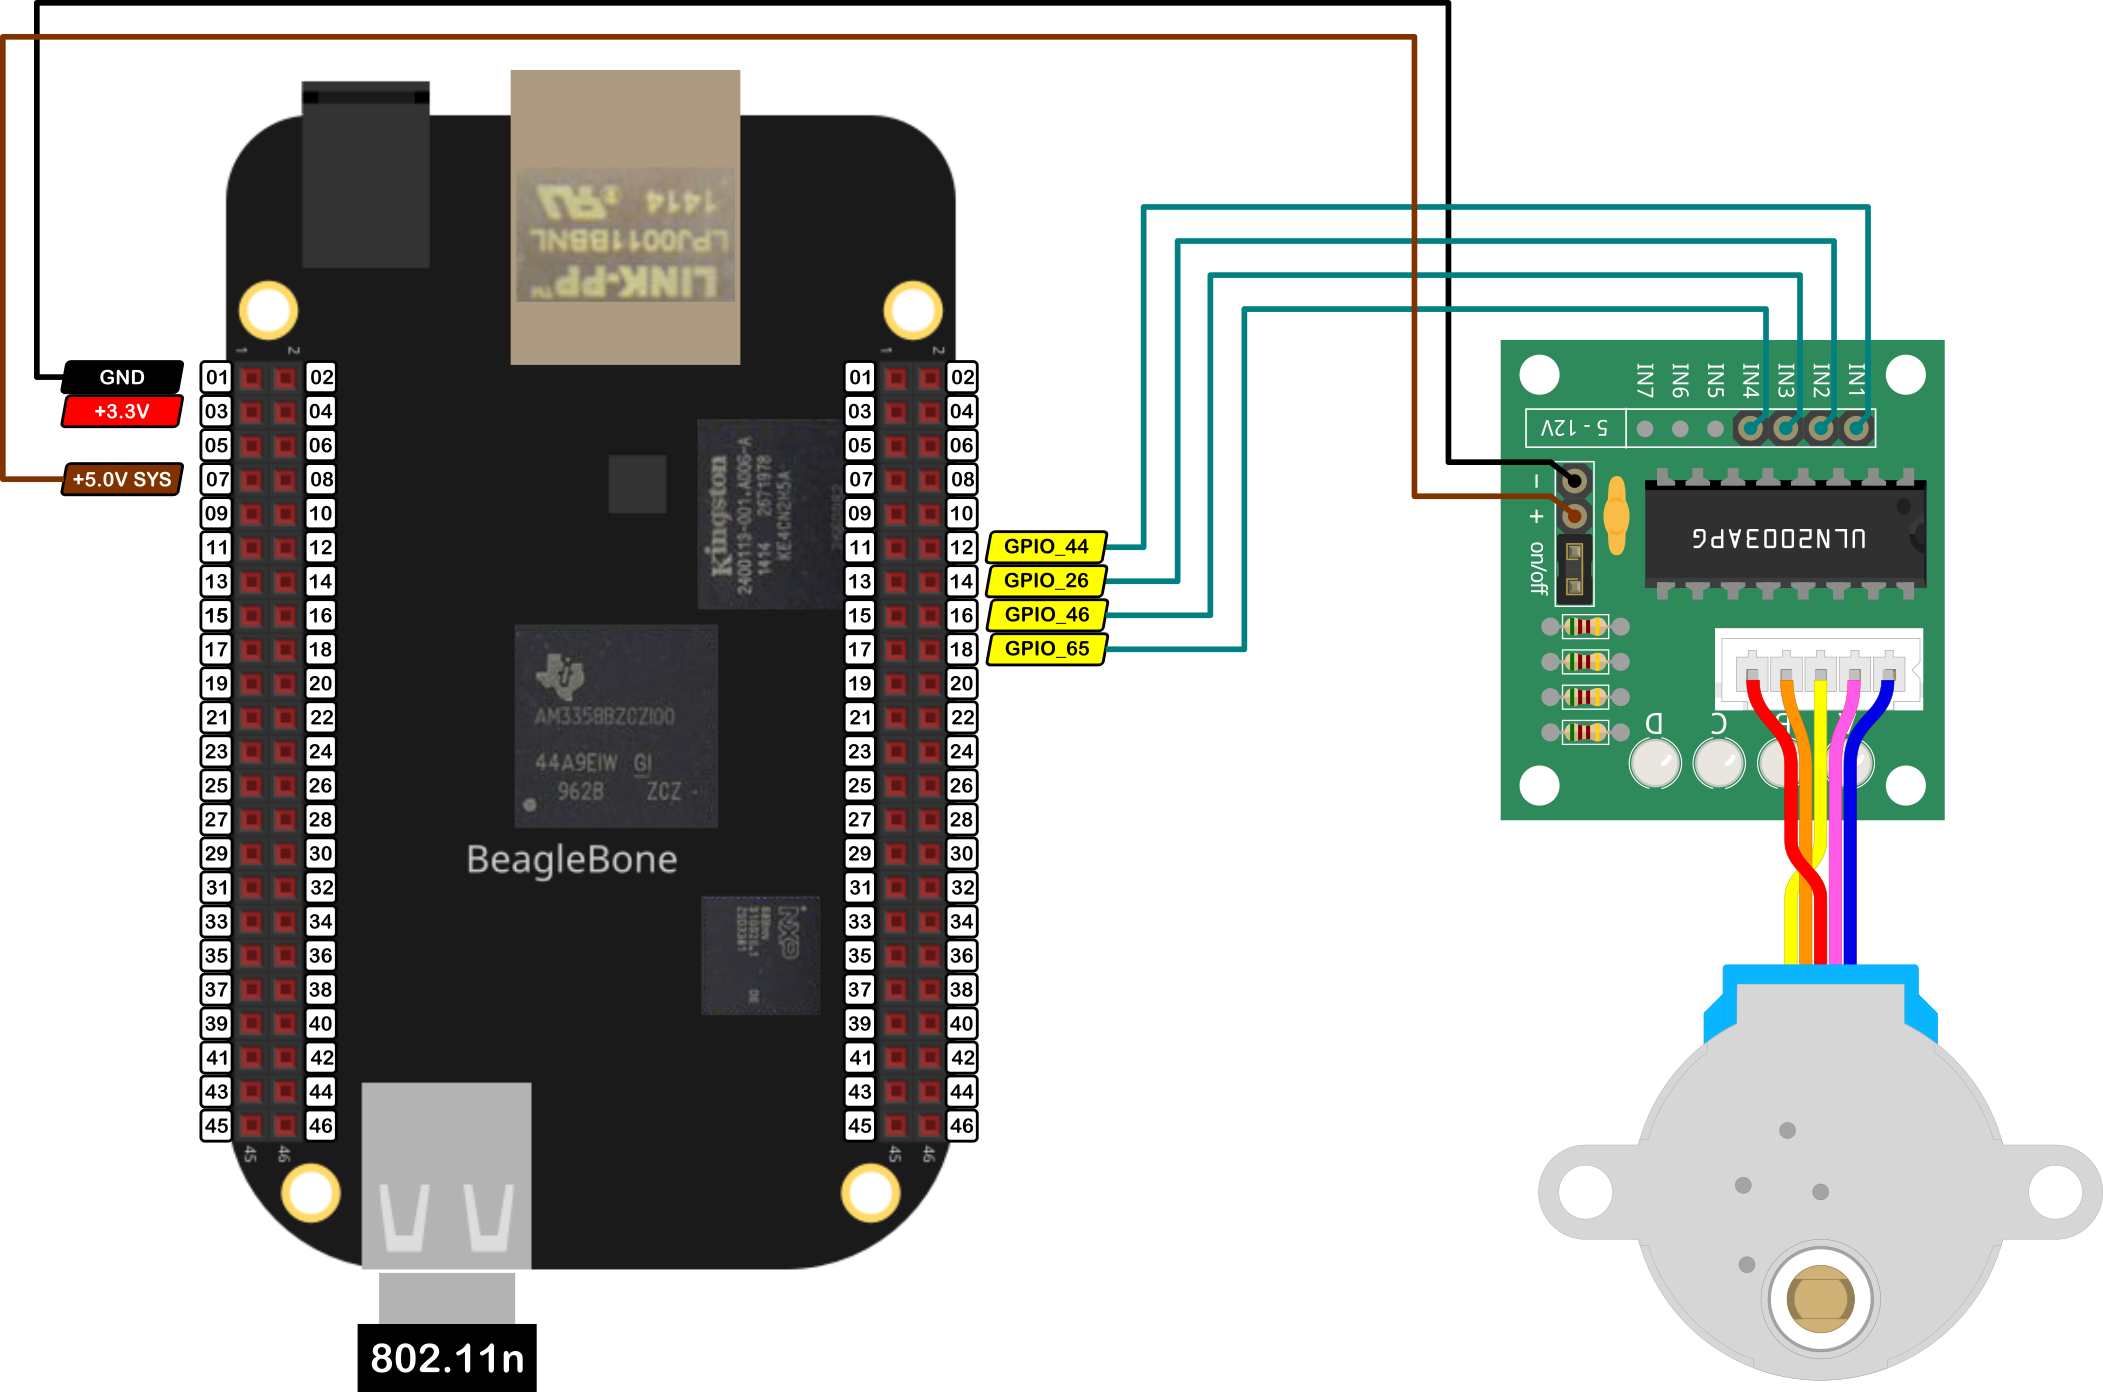 1414
LPJ0011BBNL
LINK-PP™
1 2
1 2
GND
+3.3V
+5.0V SYS
01 02
03 04
05 06
07 08
09 10
11 12
13 14
15 16
17 18
19 20
21 22
23 24
25 26
27 28
29 30
31 32
33 34
35 36
37 38
39 40
41 42
43 44
45 46
45 46
Kingston
2400113-001.A00G-A
1414 2671978
KE4CN2H5A
AM3358BZCZ100
44A9EIW G1
962B ZCZ
BeagleBone
NXP
01 02
03 04
05 06
07 08
09 10
11 12
13 14
15 16
17 18
19 20
21 22
23 24
25 26
27 28
29 30
31 32
33 34
35 36
37 38
39 40
41 42
43 44
45 46
45 46
802.11n
GPIO_44
GPIO_26
GPIO_46
GPIO_65
IN7 IN6 IN5 IN4 IN3 IN2 IN1
5 - 12V
-
+
on/off
ULN2003APG
D C B A